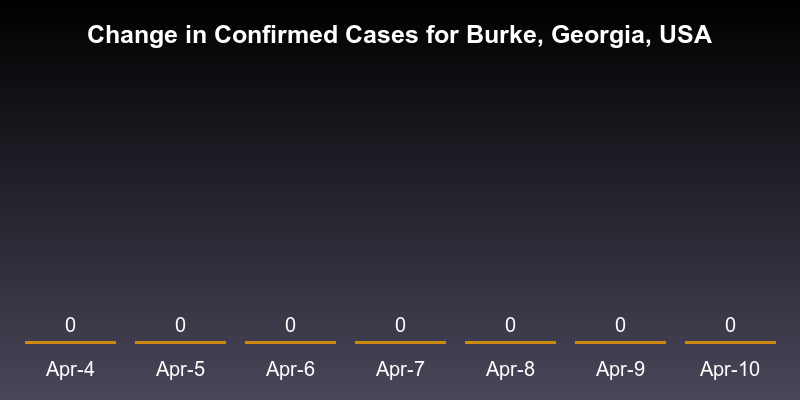 Change in Confirmed Cases for Burke, Georgia, USA
0 0 0 0 0 0 0
Apr-4 Apr-5 Apr-6 Apr-7 Apr-8 Apr-9 Apr-10